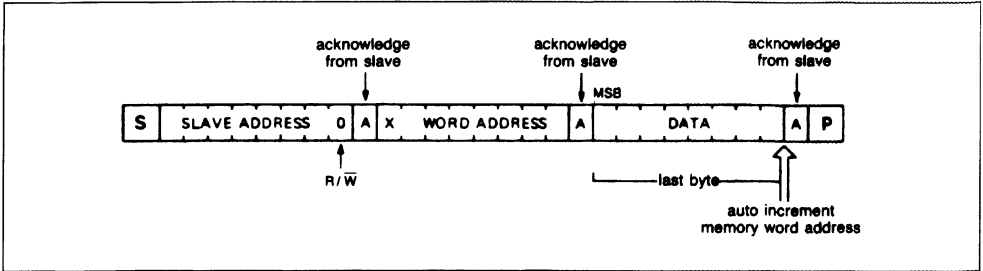 acknowledge
from slave
acknowledge
from slave
acknowledge
from slave
MSB
S SLAVE ADDRESS 0 A X WORD ADDRESS A DATA A P
R/W̅
last byte
auto increment
memory word address